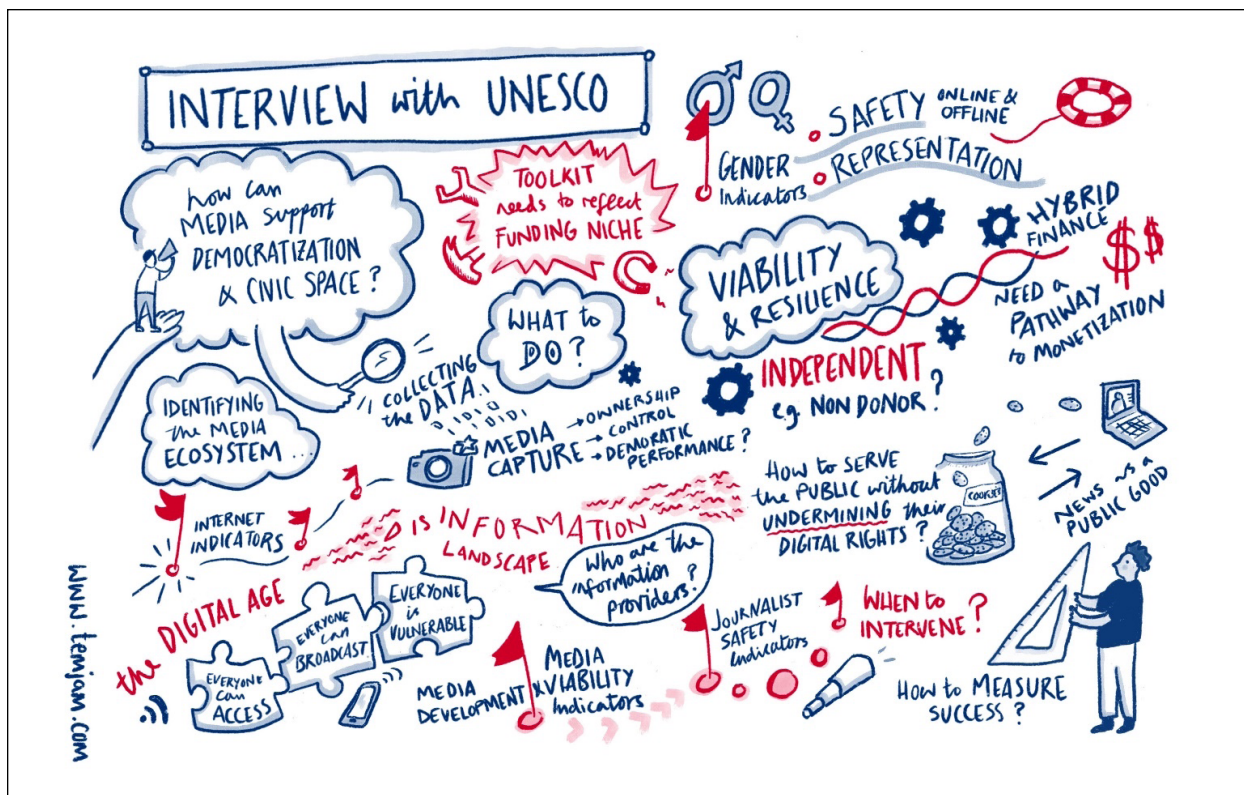 INTERVIEW with UNESCO
how can
MEDIA support
DEMOCRATIZATION
& CIVIC SPACE?
TOOLKIT
needs to reflect
FUNDING NICHE
GENDER
Indicators
SAFETY ONLINE &
OFFLINE
REPRESENTATION
VIABILITY
& RESILIENCE
HYBRID
FINANCE
$$
NEED A
PATHWAY
to MONETIZATION
INDEPENDENT
e.g. NON DONOR?
WHAT to
DO?
IDENTIFYING
the MEDIA
ECOSYSTEM...
COLLECTING
the DATA...
MEDIA
CAPTURE
→ OWNERSHIP
→ CONTROL
→ DEMORATIC
PERFORMANCE?
HOW to SERVE
the PUBLIC without
UNDERMINING their
DIGITAL RIGHTS?
COOKIES
NEWS as a
PUBLIC GOOD
INTERNET
INDICATORS
DISINFORMATION
LANDSCAPE
Who are the
information
providers?
the DIGITAL AGE
EVERYONE
can
ACCESS
EVERYONE
can
BROADCAST
EVERYONE
is
VULNERABLE
MEDIA
DEVELOPMENT
&
MEDIA
VIABILITY
Indicators
JOURNALIST
SAFETY
Indicators
WHEN to
INTERVENE?
HOW to MEASURE
SUCCESS?
www.temjam.com